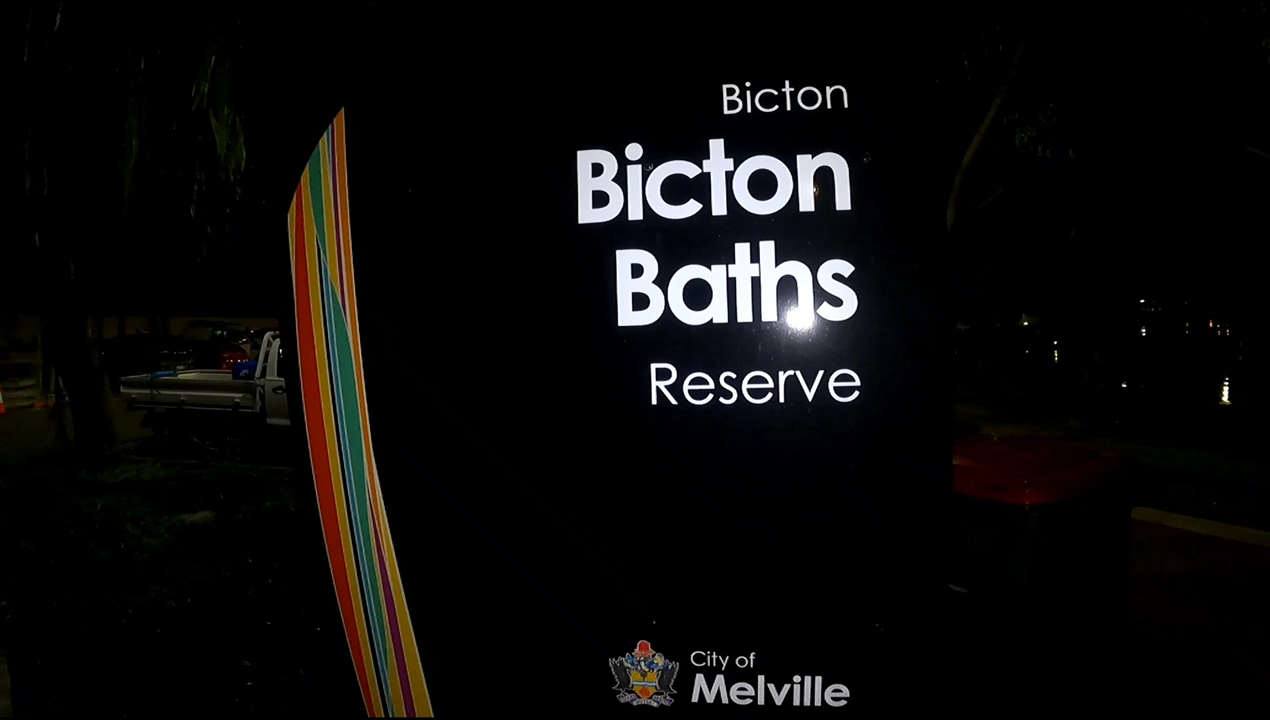 Bicton
Bicton
Baths
Reserve
City of
Melville